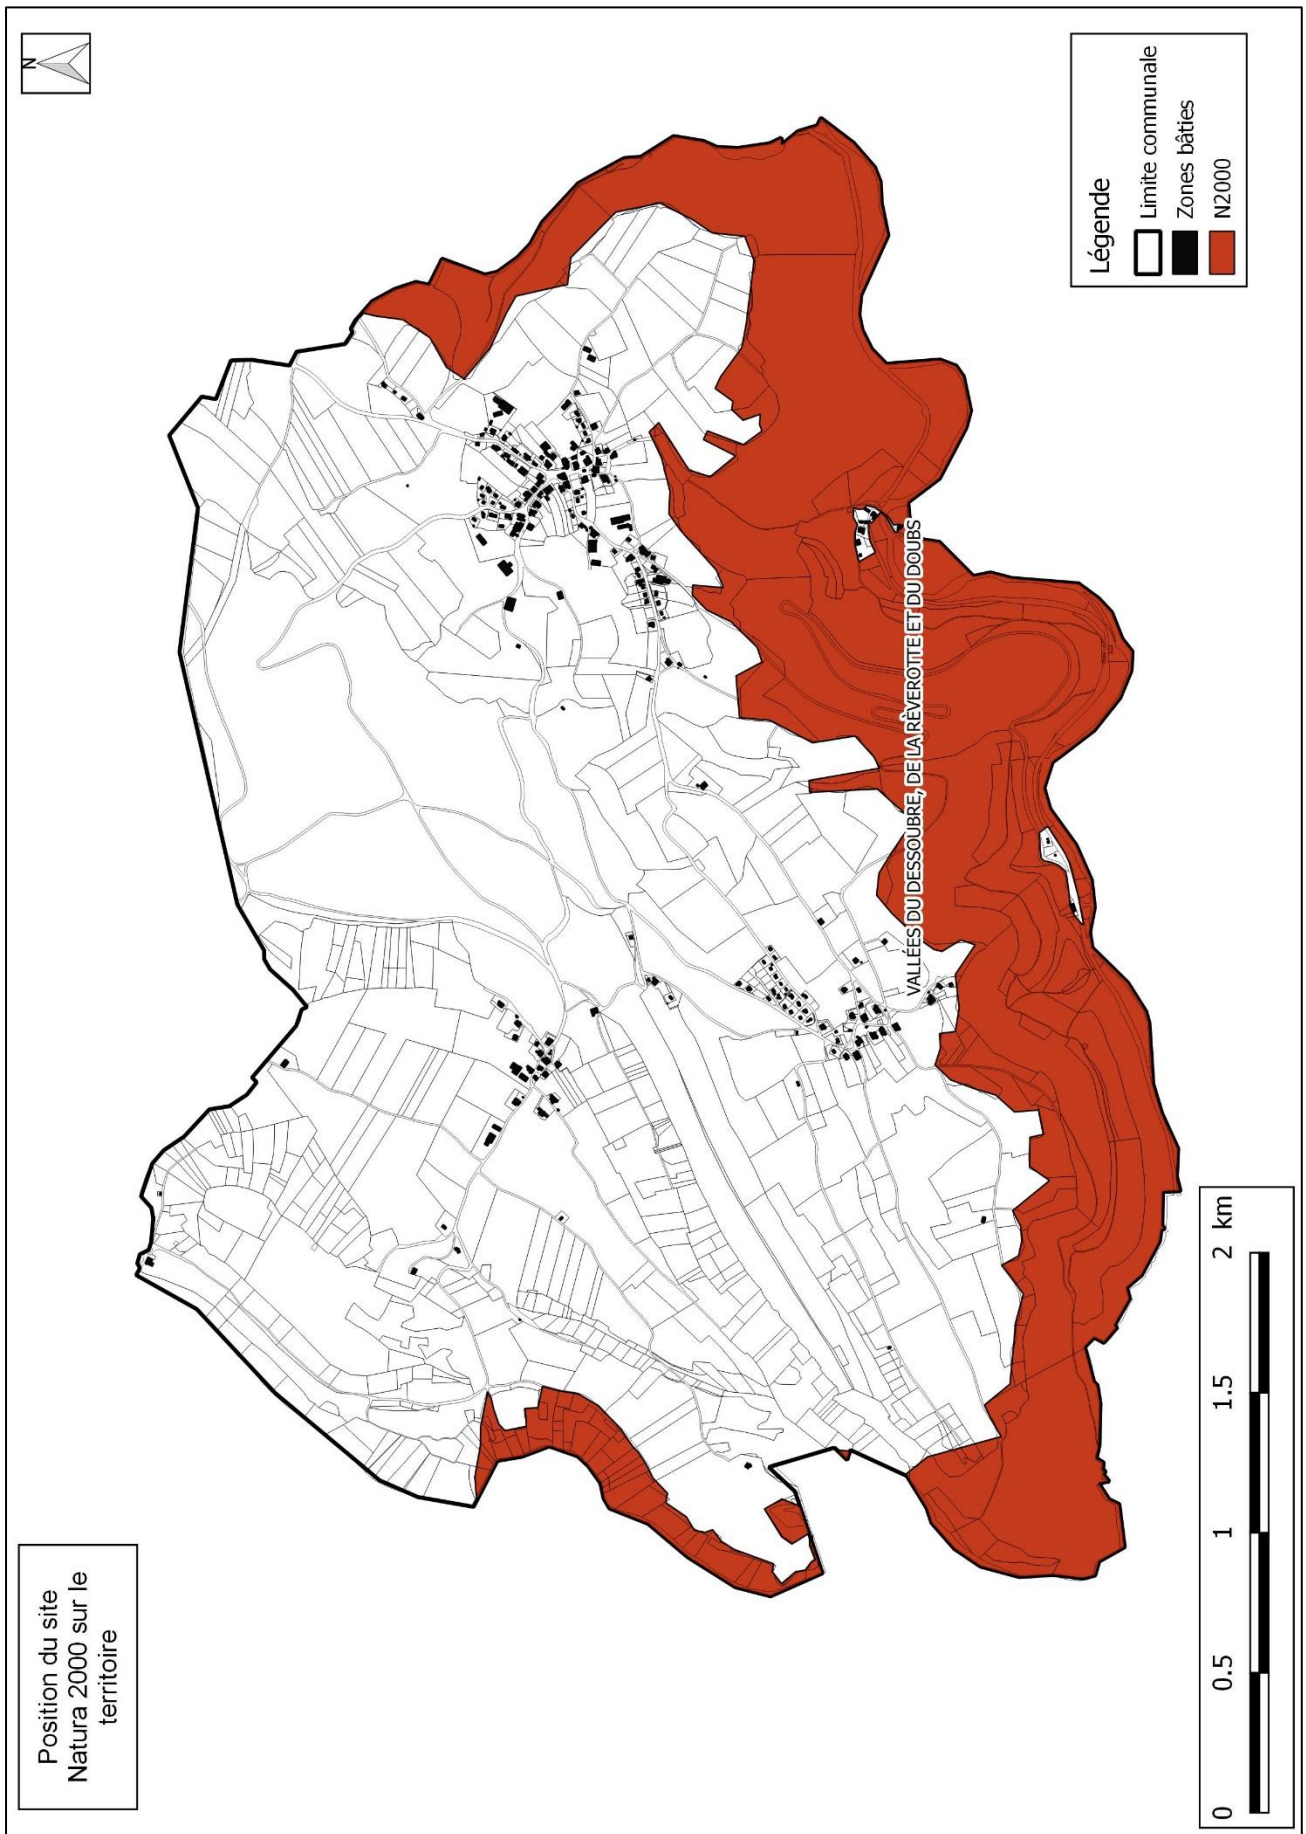 Position du site
Natura 2000 sur le
territoire
N
VALLÉES DU DESSOUBRE, DE LA RÉVEROTTE ET DU DOUBS
0 0.5 1 1.5 2 km
Légende
Limite communale
Zones bâties
N2000